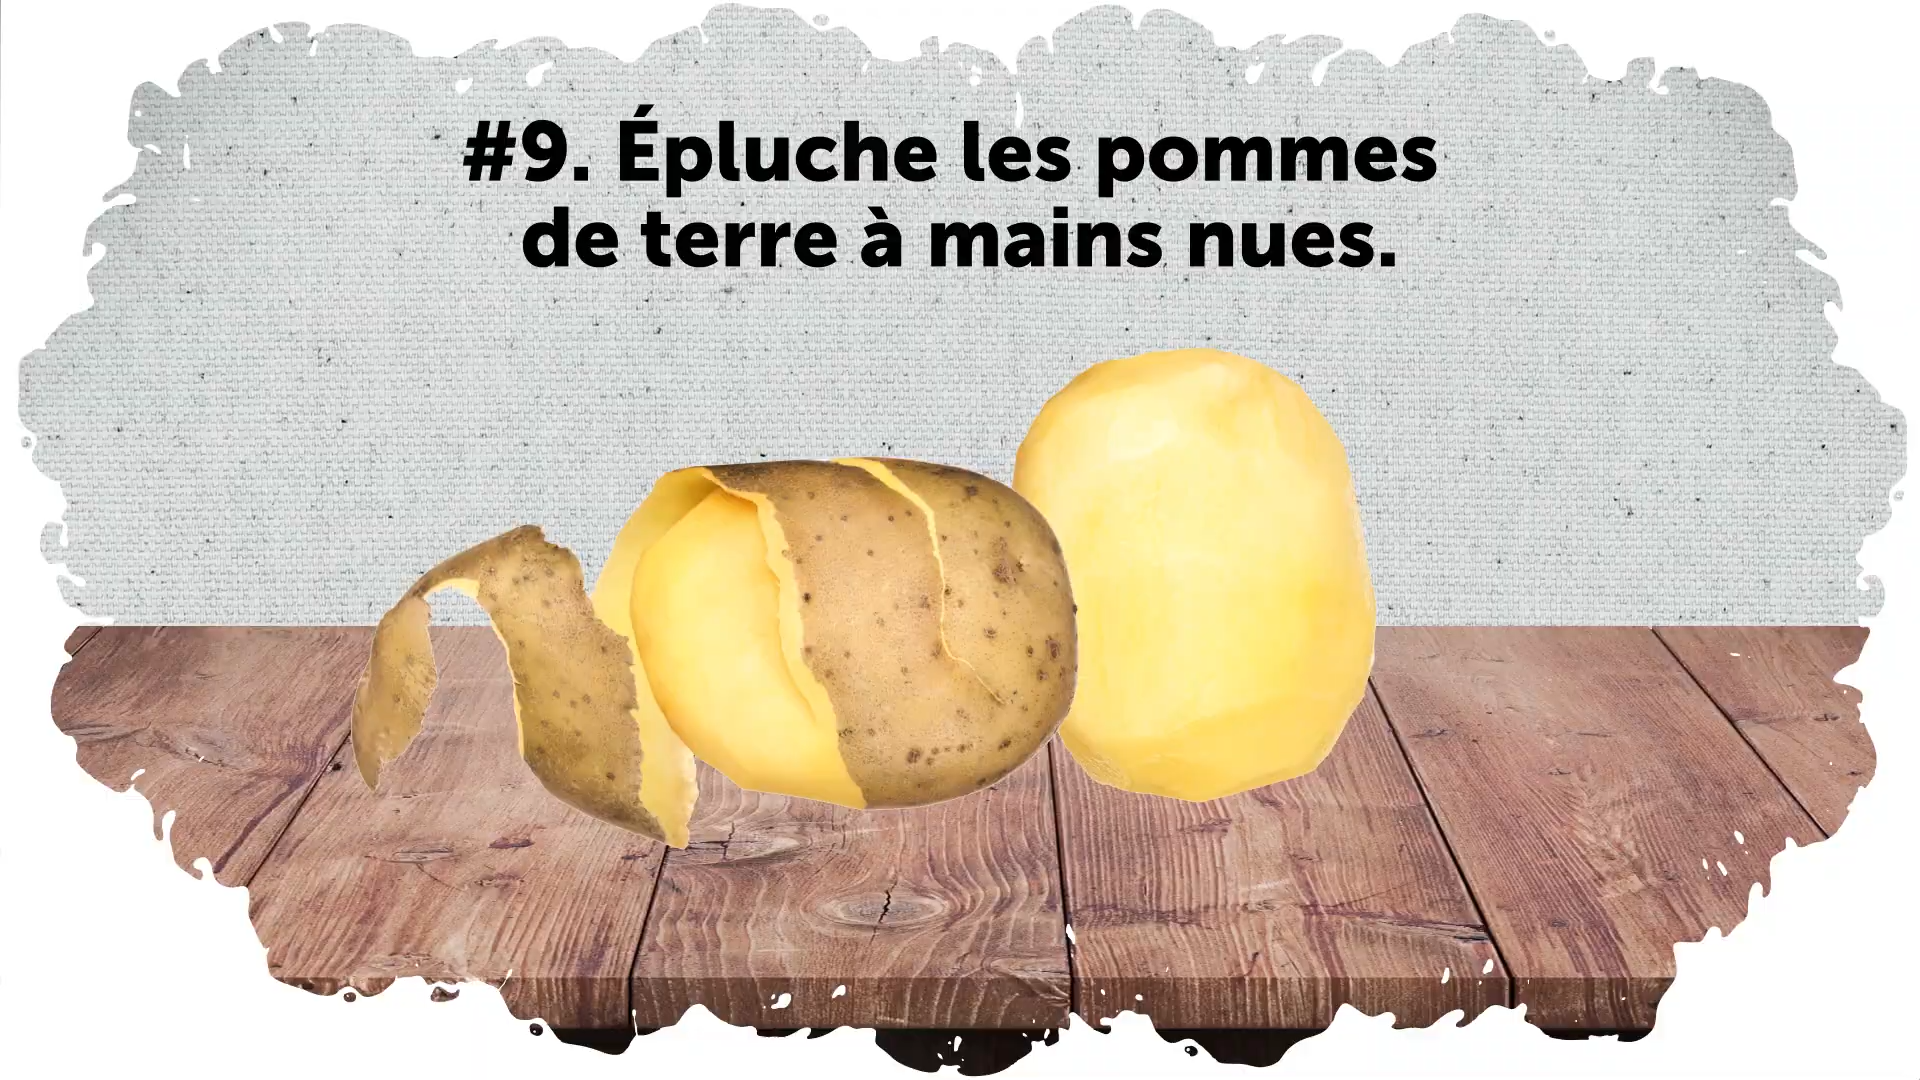 #9. Épluche les pommes
de terre à mains nues.